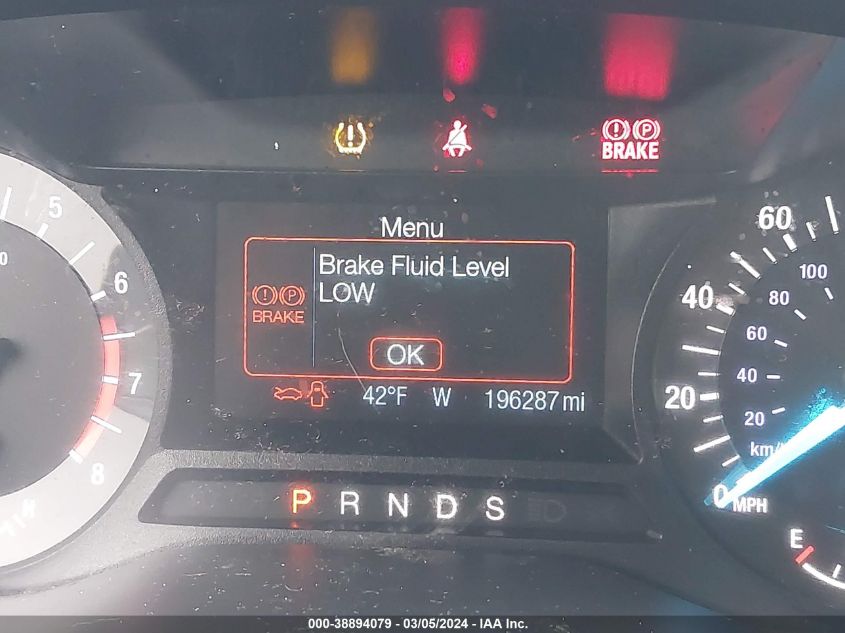 BRAKE
Menu
Brake Fluid Level
LOW
BRAKE
OK
42°F W 196287 mi
P R N D S
5
6
7
8
60
40
20
0
MPH
100
80
60
40
20
km/
E
000-38894079 - 03/05/2024 - IAA Inc.